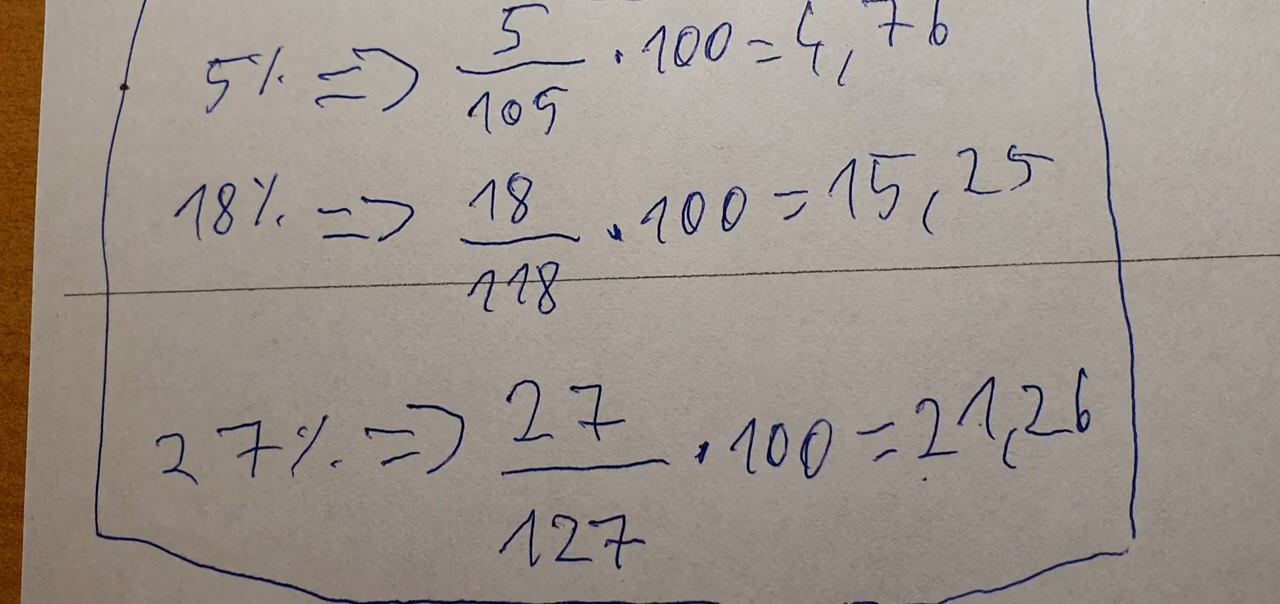 5% => 5/105 · 100 = 4,76
18% => 18/118 · 100 = 15,25
27% => 27/127 · 100 = 21,26